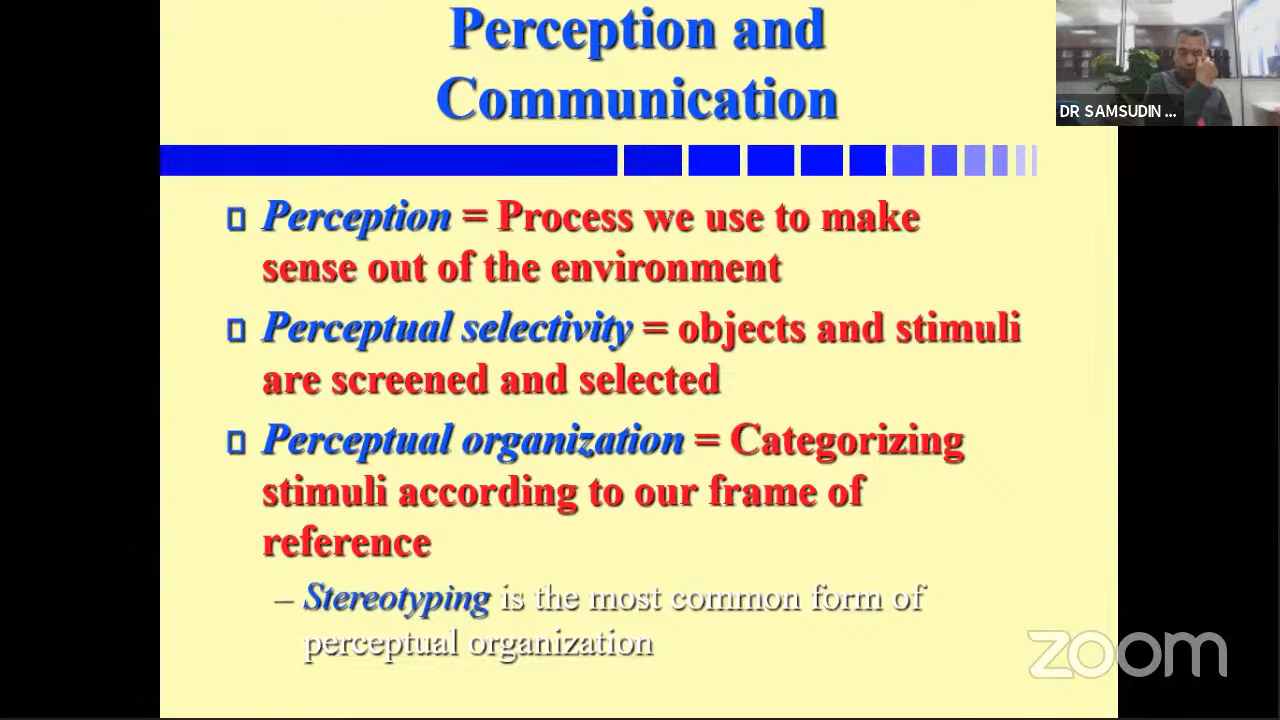 Perception and
Communication
DR SAMSUDIN ...
Perception = Process we use to make
sense out of the environment
Perceptual selectivity = objects and stimuli
are screened and selected
Perceptual organization = Categorizing
stimuli according to our frame of
reference
– Stereotyping is the most common form of
perceptual organization
zoom